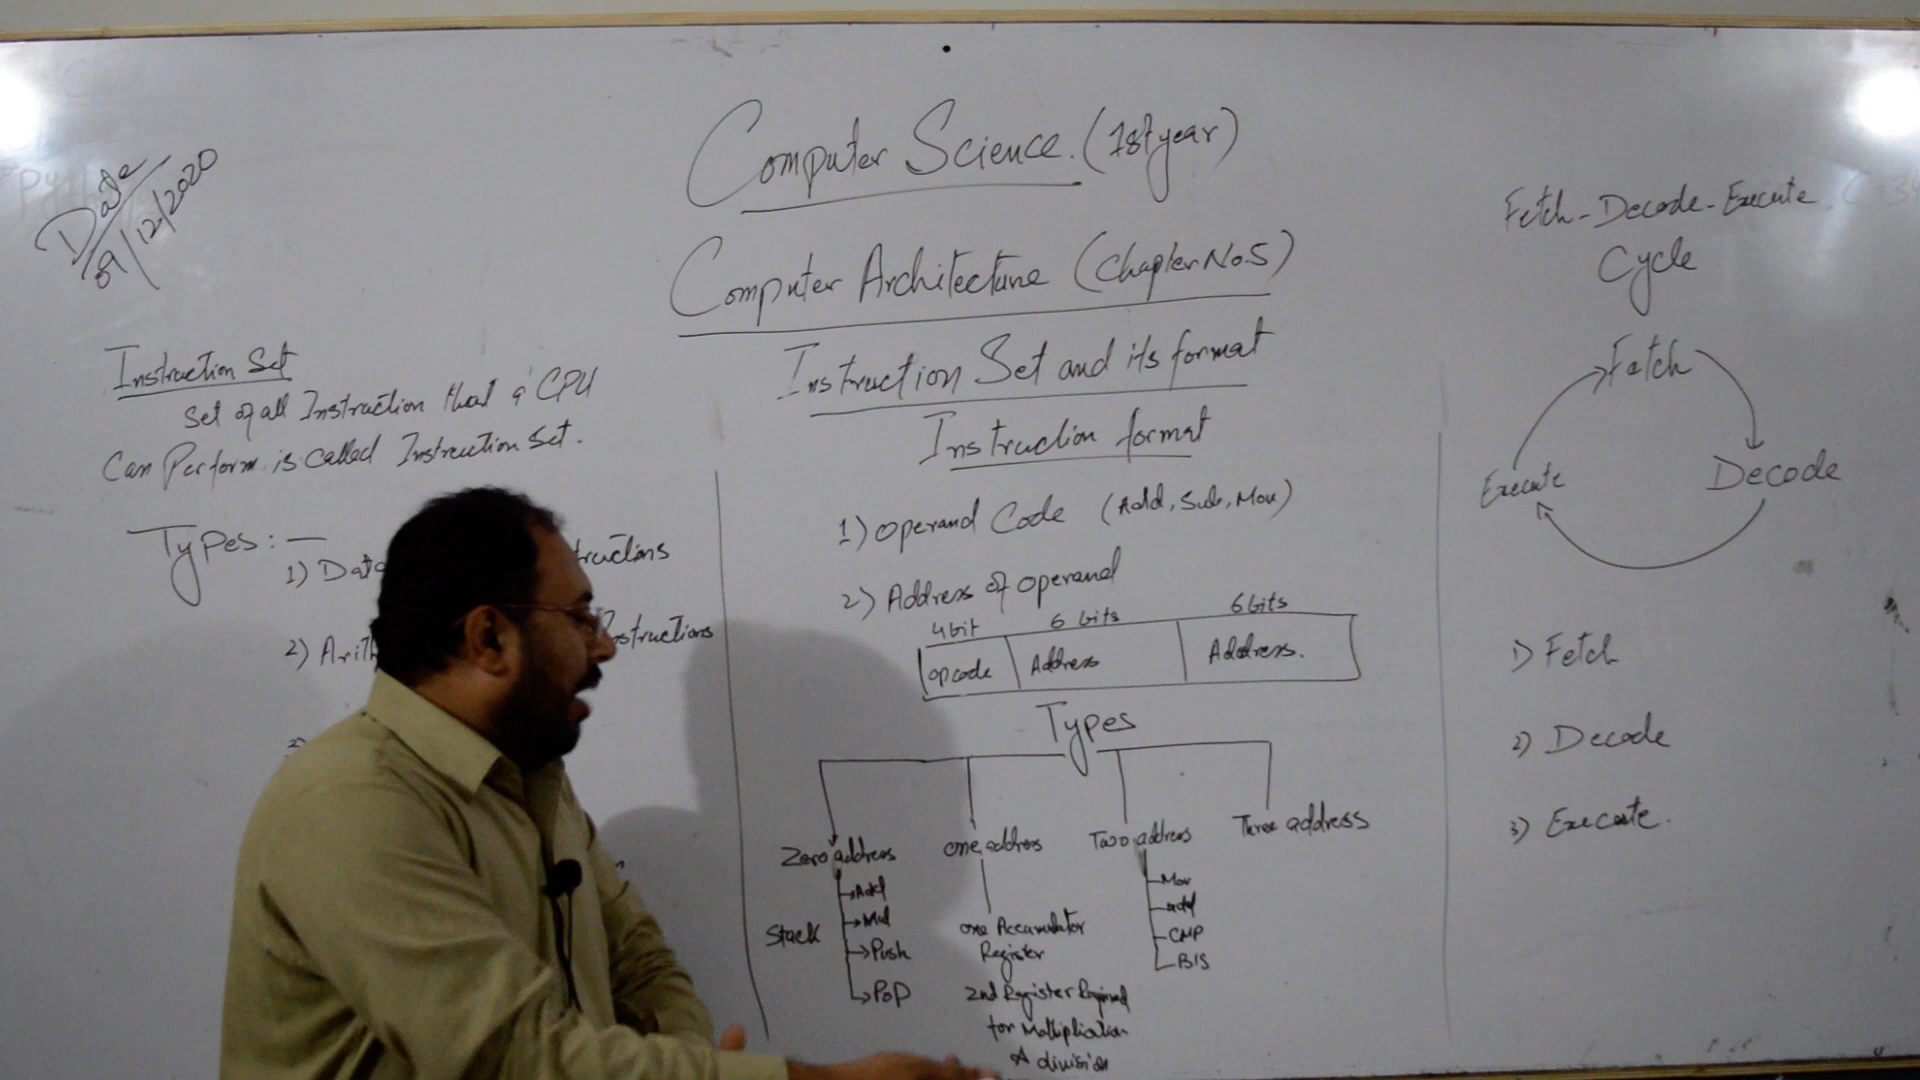 Date
09/12/2020
Computer Science. (1st year)
Computer Architecture (Chapter No.5)
Instruction Set and its format
Instruction Set
Set of all Instruction that a CPU
Can Perform is called Instruction Set.
Types: —
1) Data tructions
2) Arith Instructions
Instruction format
1) Operand Code (Add, Sub, Mov)
2) Address of operand
4bit 6 bits 6 bits
opcode Address Address.
Types
Zero address one address Two address Three address
Stack
Add
Mul
Push
PoP
one Accumulator
Register
2nd Register Required
for Multiplication
& division
Mov
add
CMP
BIS
Fetch-Decode-Execute
Cycle
Fetch
Decode
Execute
1) Fetch
2) Decode
3) Execute.